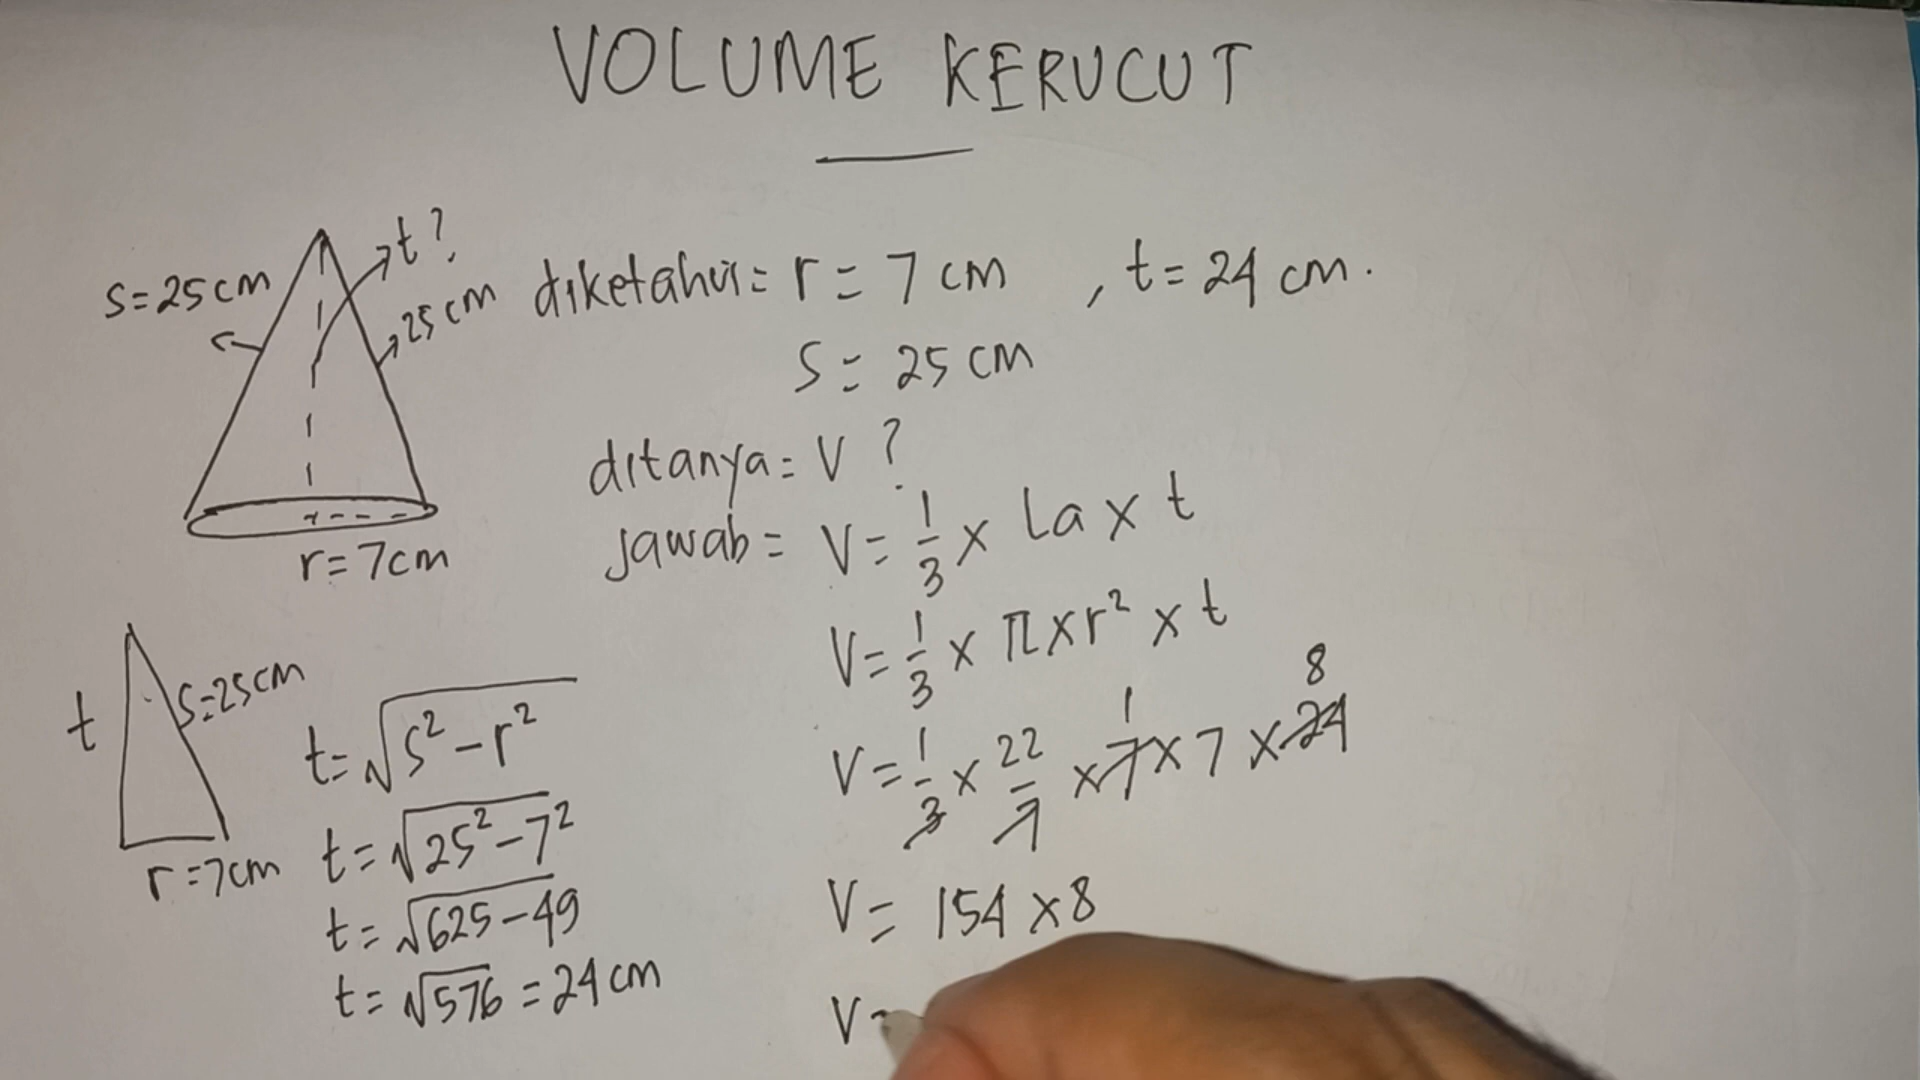 VOLUME KERUCUT
s=25cm
t?
25cm
r=7cm
diketahui= r= 7 cm , t= 24 cm.
S= 25 cm
ditanya= V ?
Jawab= V= 1/3 x La x t
V= 1/3 x π x r² x t
V= 1/3 x 22/7 x 7 x 7 x 24
1
8
V= 154 x 8
V=
t
S=25cm
r=7cm
t= √s²-r²
t= √25²-7²
t= √625-49
t= √576 = 24cm